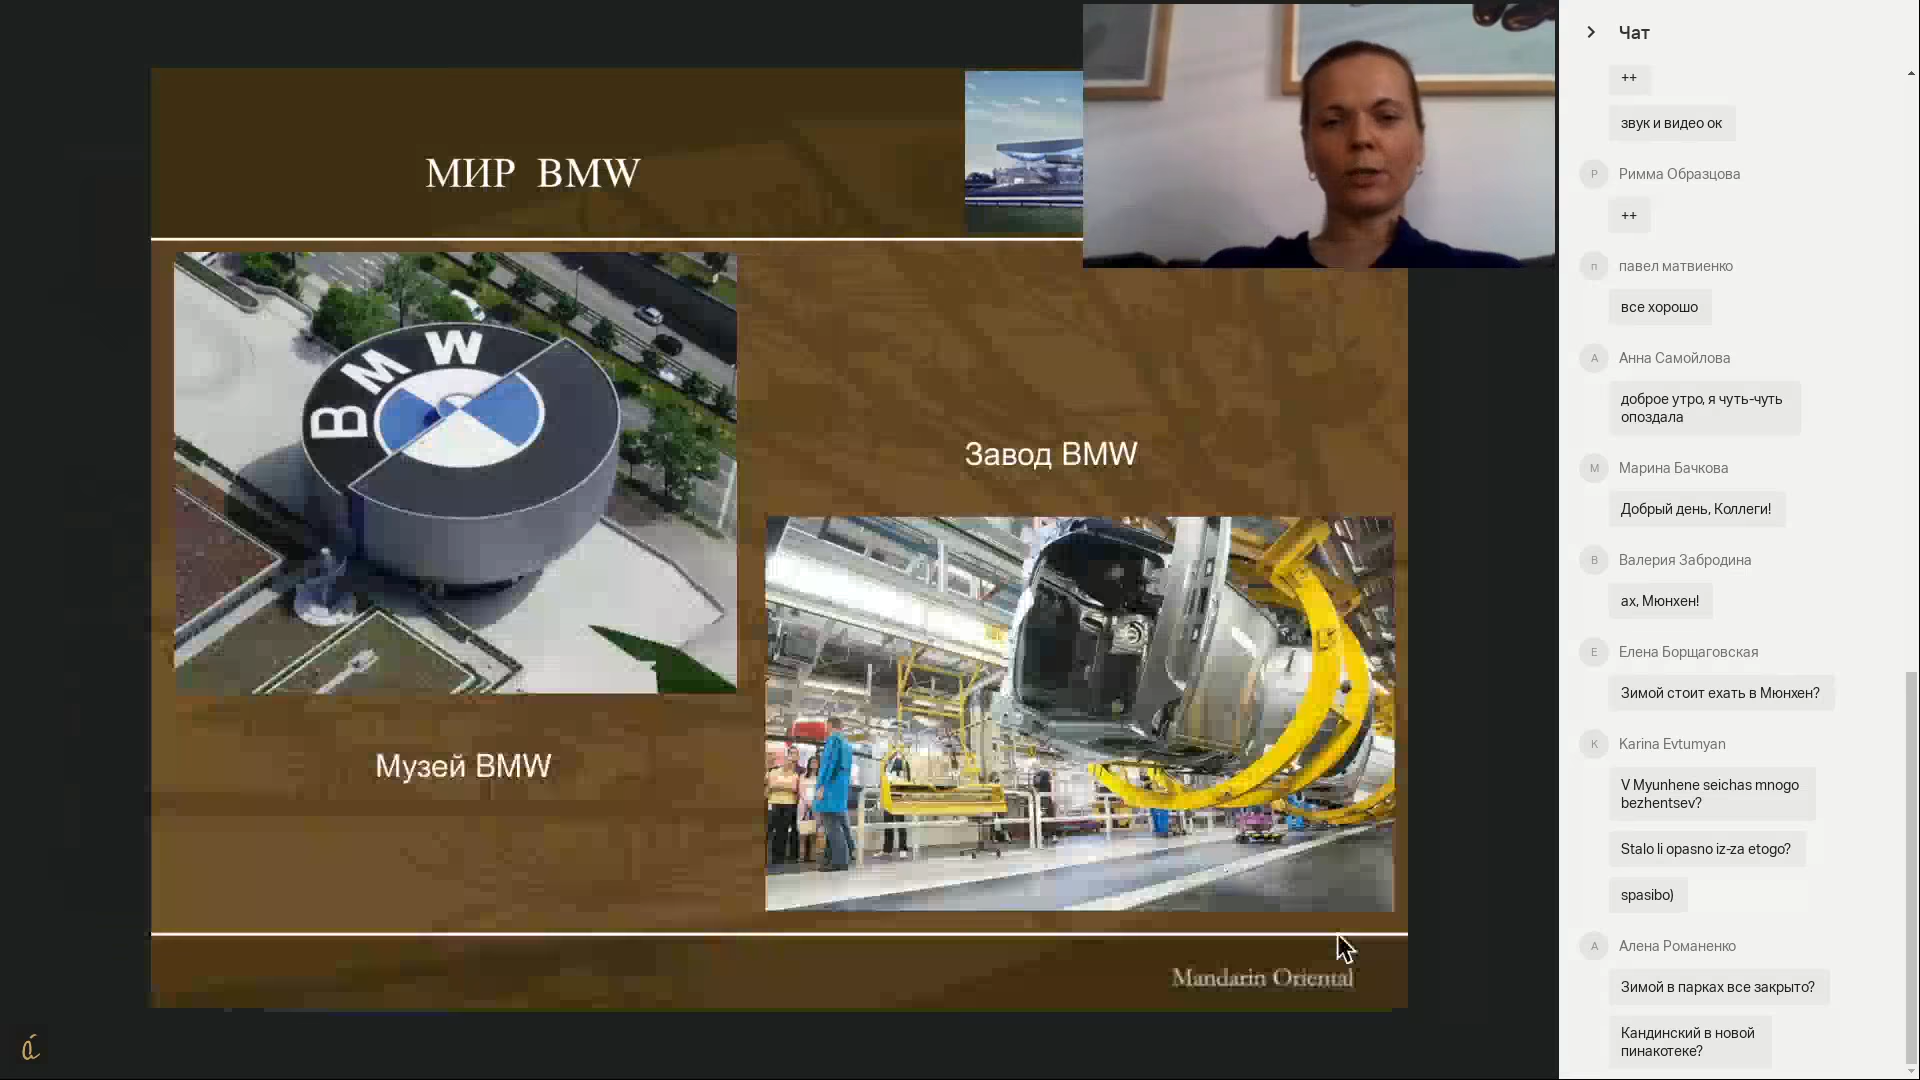 МИР BMW
BMW
Завод BMW
Музей BMW
Mandarin Oriental
á
Чат
++
звук и видео ок
Р
Римма Образцова
++
п
павел матвиенко
все хорошо
А
Анна Самойлова
доброе утро, я чуть-чуть
опоздала
М
Марина Бачкова
Добрый день, Коллеги!
В
Валерия Забродина
ах, Мюнхен!
Е
Елена Борщаговская
Зимой стоит ехать в Мюнхен?
K
Karina Evtumyan
V Myunhene seichas mnogo
bezhentsev?
Stalo li opasno iz-za etogo?
spasibo)
А
Алена Романенко
Зимой в парках все закрыто?
Кандинский в новой
пинакотеке?